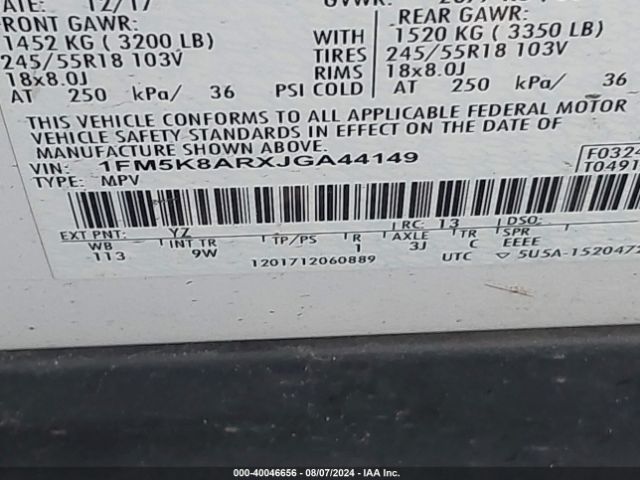 12/17
FRONT GAWR: REAR GAWR:
1452 KG ( 3200 LB) WITH 1520 KG ( 3350 LB)
245/55R18 103V TIRES 245/55R18 103V
18x8.0J RIMS 18x8.0J
AT 250 kPa/ 36 PSI COLD AT 250 kPa/ 36
THIS VEHICLE CONFORMS TO ALL APPLICABLE FEDERAL MOTOR
VEHICLE SAFETY STANDARDS IN EFFECT ON THE DATE OF
MANUFACTURE SHOWN ABOVE.
VIN: 1FM5K8ARXJGA44149 F0324
TYPE: MPV T0491
EXT PNT: YZ RC: 13 DSO:
WB INT TR TP/PS R AXLE TR SPR
113 9W 1 3J C EEEE
1201712060889 UTC ▽ 5U5A-1520472
000-40046656 - 08/07/2024 - IAA Inc.